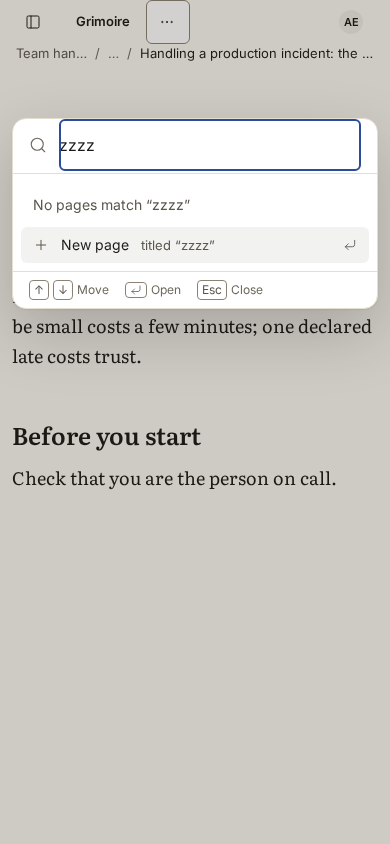 Grimoire
...
AE
Team han... / ... / Handling a production incident: the ...
zzzz
No pages match “zzzz”
New page titled “zzzz”
Move Open Esc Close
be small costs a few minutes; one declared
late costs trust.
Before you start
Check that you are the person on call.